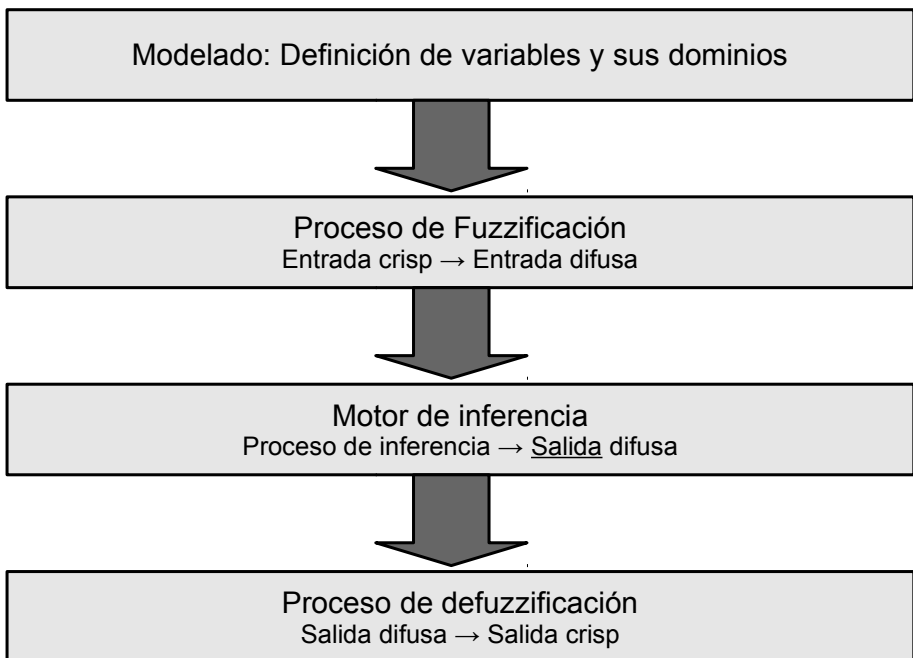 Modelado: Definición de variables y sus dominios
Proceso de Fuzzificación
Entrada crisp → Entrada difusa
Motor de inferencia
Proceso de inferencia → Salida difusa
Proceso de defuzzificación
Salida difusa → Salida crisp